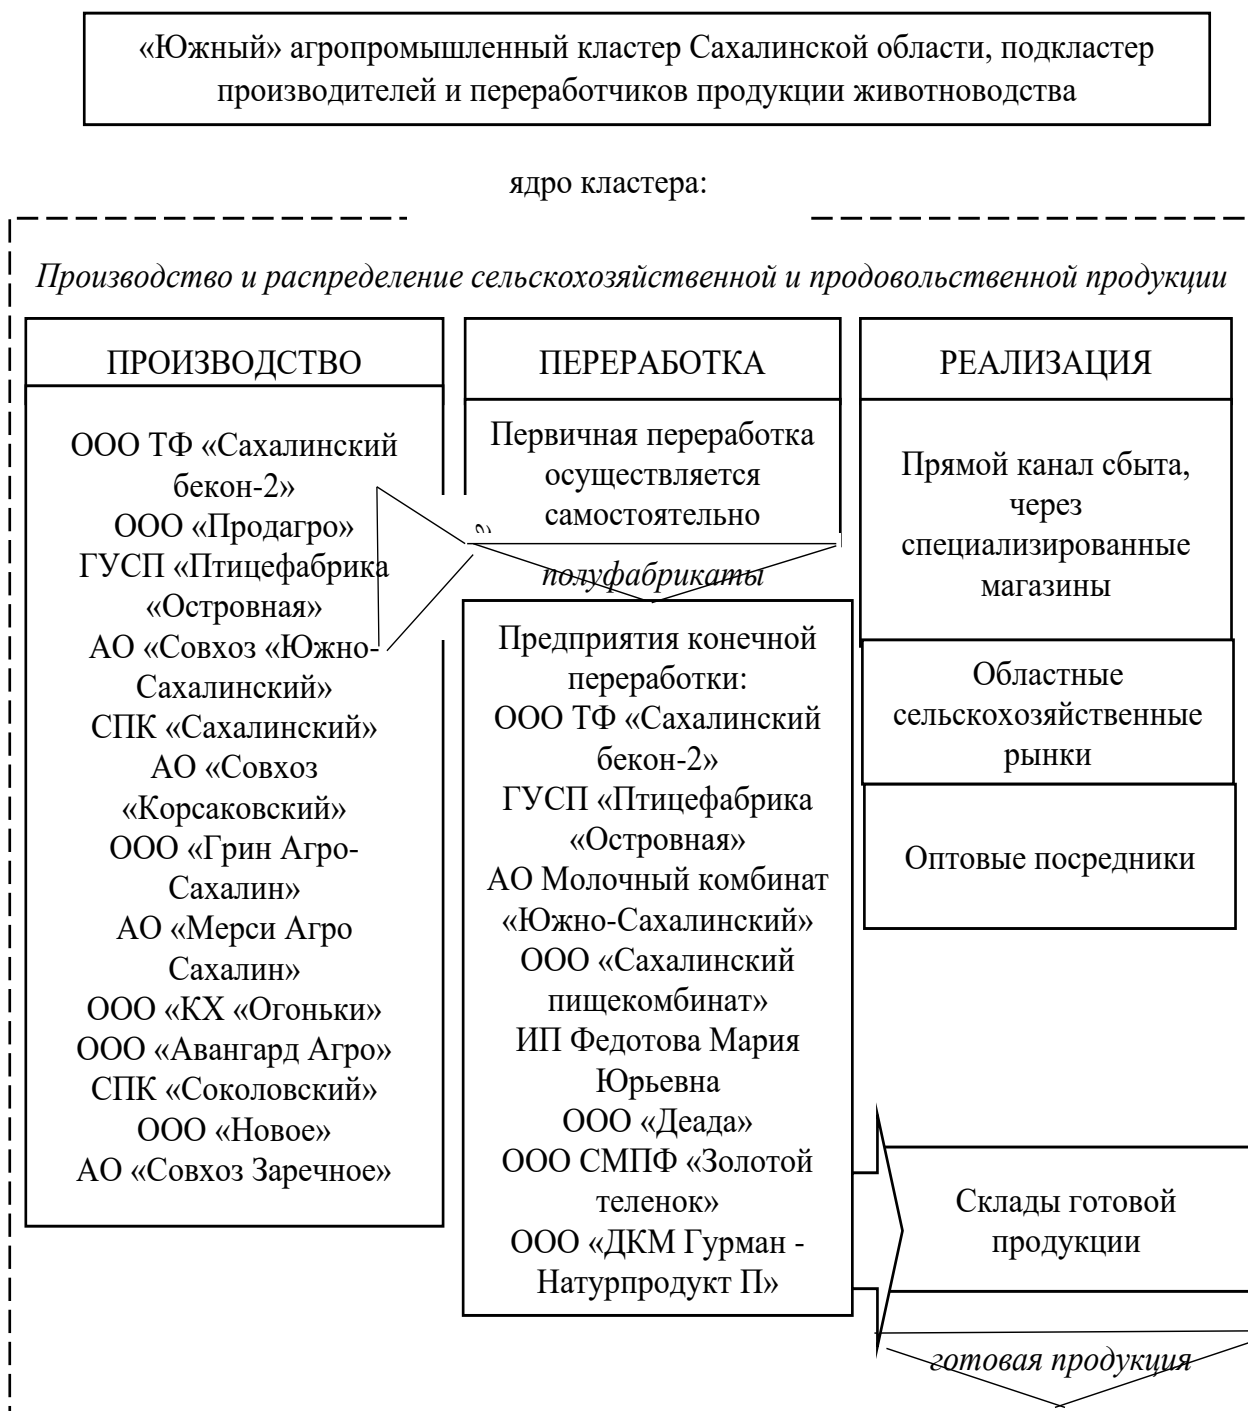 «Южный» агропромышленный кластер Сахалинской области, подкластер
производителей и переработчиков продукции животноводства
ядро кластера:
Производство и распределение сельскохозяйственной и продовольственной продукции
ПРОИЗВОДСТВО
ООО ТФ «Сахалинский
бекон-2»
ООО «Продагро»
ГУСП «Птицефабрика
«Островная»
АО «Совхоз «Южно-
Сахалинский»
СПК «Сахалинский»
АО «Совхоз
«Корсаковский»
ООО «Грин Агро-
Сахалин»
АО «Мерси Агро
Сахалин»
ООО «КХ «Огоньки»
ООО «Авангард Агро»
СПК «Соколовский»
ООО «Новое»
АО «Совхоз Заречное»
ПЕРЕРАБОТКА
Первичная переработка
осуществляется
самостоятельно
полуфабрикаты
Предприятия конечной
переработки:
ООО ТФ «Сахалинский
бекон-2»
ГУСП «Птицефабрика
«Островная»
АО Молочный комбинат
«Южно-Сахалинский»
ООО «Сахалинский
пищекомбинат»
ИП Федотова Мария
Юрьевна
ООО «Деада»
ООО СМПФ «Золотой
теленок»
ООО «ДКМ Гурман -
Натурпродукт П»
РЕАЛИЗАЦИЯ
Прямой канал сбыта,
через
специализированные
магазины
Областные
сельскохозяйственные
рынки
Оптовые посредники
Склады готовой
продукции
готовая продукция